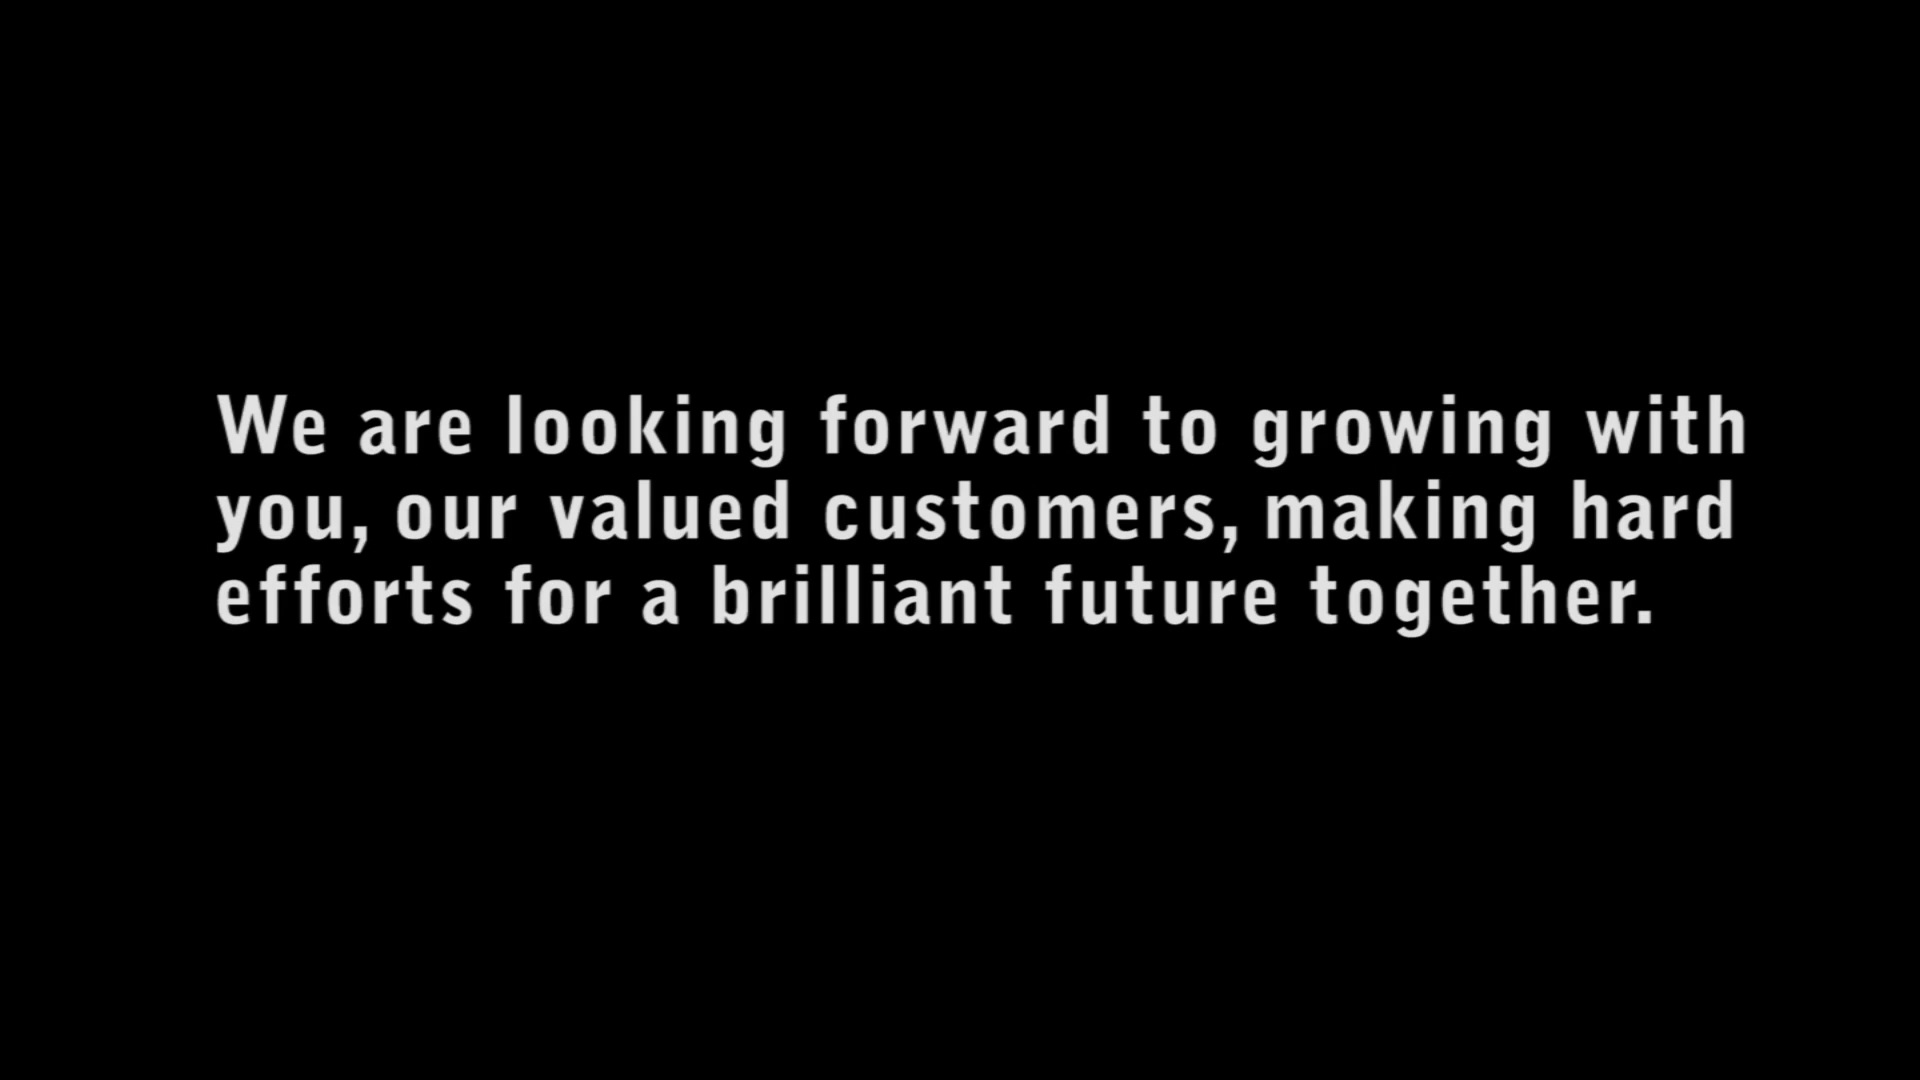 We are looking forward to growing with
you, our valued customers, making hard
efforts for a brilliant future together.